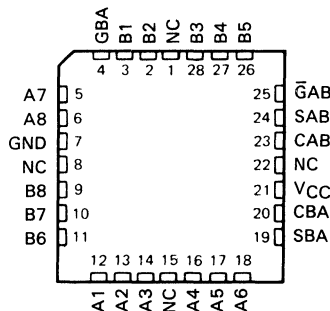 GBA B1 B2 NC B3 B4 B5
4 3 2 1 28 27 26
A7 5 25 G̅AB
A8 6 24 SAB
GND 7 23 CAB
NC 8 22 NC
B8 9 21 VCC
B7 10 20 CBA
B6 11 19 SBA
12 13 14 15 16 17 18
A1 A2 A3 NC A4 A5 A6